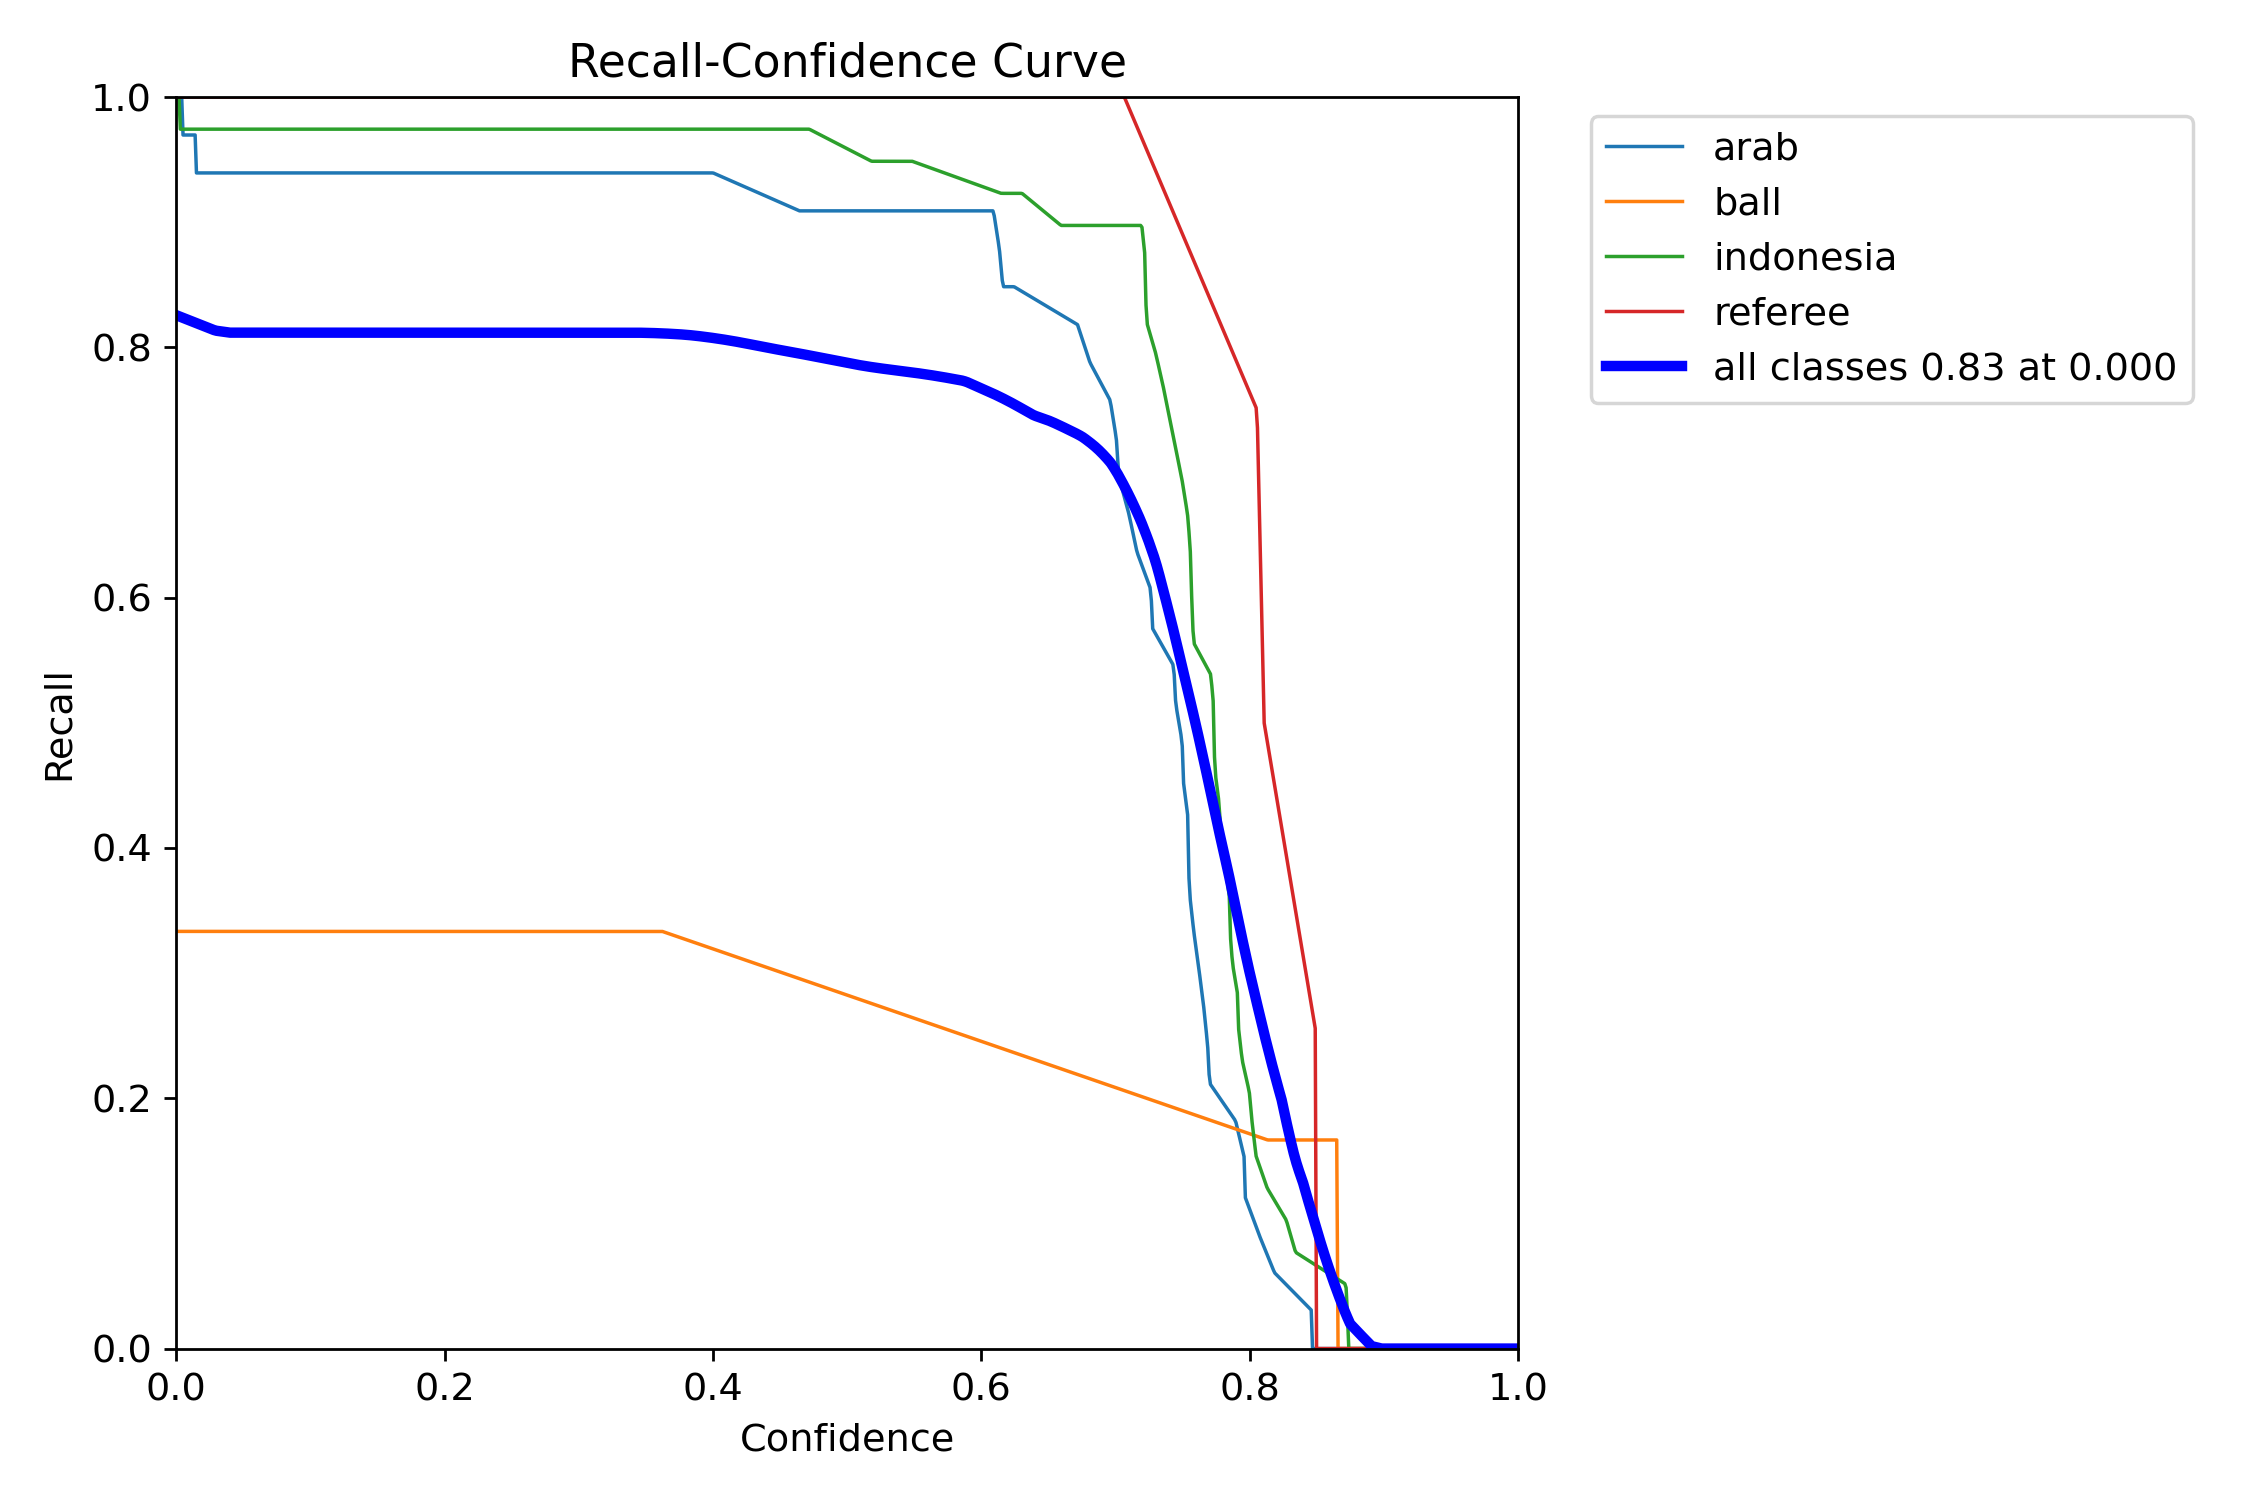 Recall-Confidence Curve
1.0
0.8
0.6
0.4
0.2
0.0
Recall
0.0 0.2 0.4 0.6 0.8 1.0
Confidence
arab
ball
indonesia
referee
all classes 0.83 at 0.000